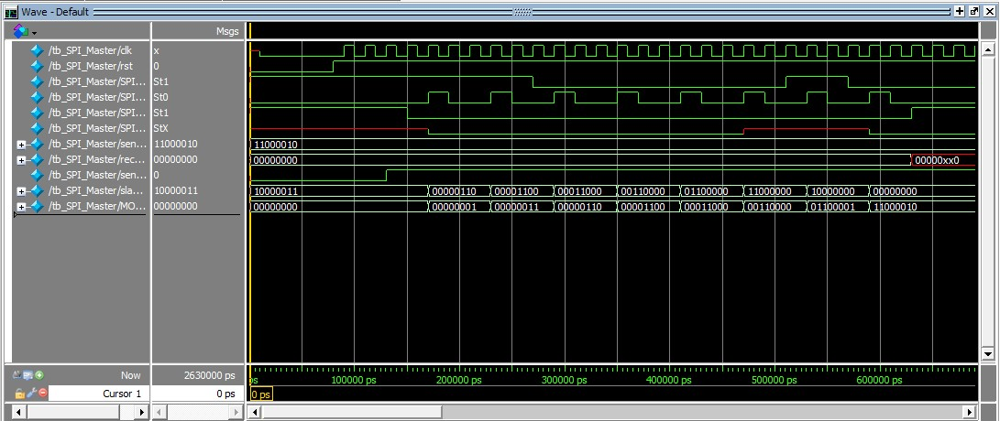 Wave - Default
Msgs
/tb_SPI_Master/clk x
/tb_SPI_Master/rst 0
/tb_SPI_Master/SPI... St1
/tb_SPI_Master/SPI... St0
/tb_SPI_Master/SPI... St1
/tb_SPI_Master/SPI... StX
/tb_SPI_Master/sen... 11000010 11000010
/tb_SPI_Master/rec... 00000000 00000000 00000xx0
/tb_SPI_Master/sen... 0
/tb_SPI_Master/sla... 10000011 10000011 00000110 00001100 00011000 00110000 01100000 11000000 10000000 00000000
/tb_SPI_Master/MO... 00000000 00000000 00000001 00000011 00000110 00001100 00011000 00110000 01100001 11000010
Now 2630000 ps ps 100000 ps 200000 ps 300000 ps 400000 ps 500000 ps 600000 ps
Cursor 1 0 ps 0 ps